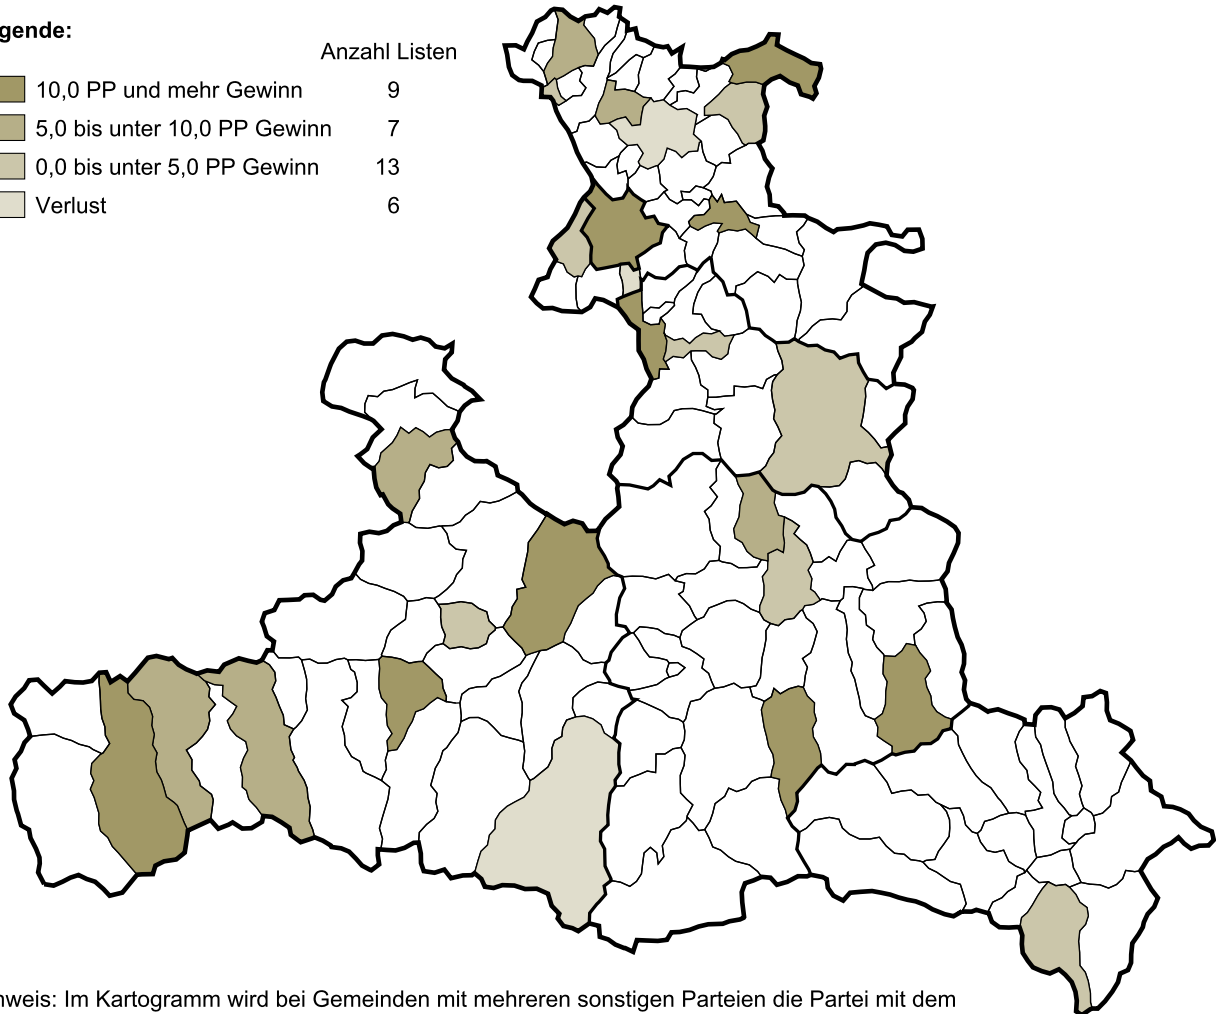 gende:
Anzahl Listen
10,0 PP und mehr Gewinn 9
5,0 bis unter 10,0 PP Gewinn 7
0,0 bis unter 5,0 PP Gewinn 13
Verlust 6
nweis: Im Kartogramm wird bei Gemeinden mit mehreren sonstigen Parteien die Partei mit dem